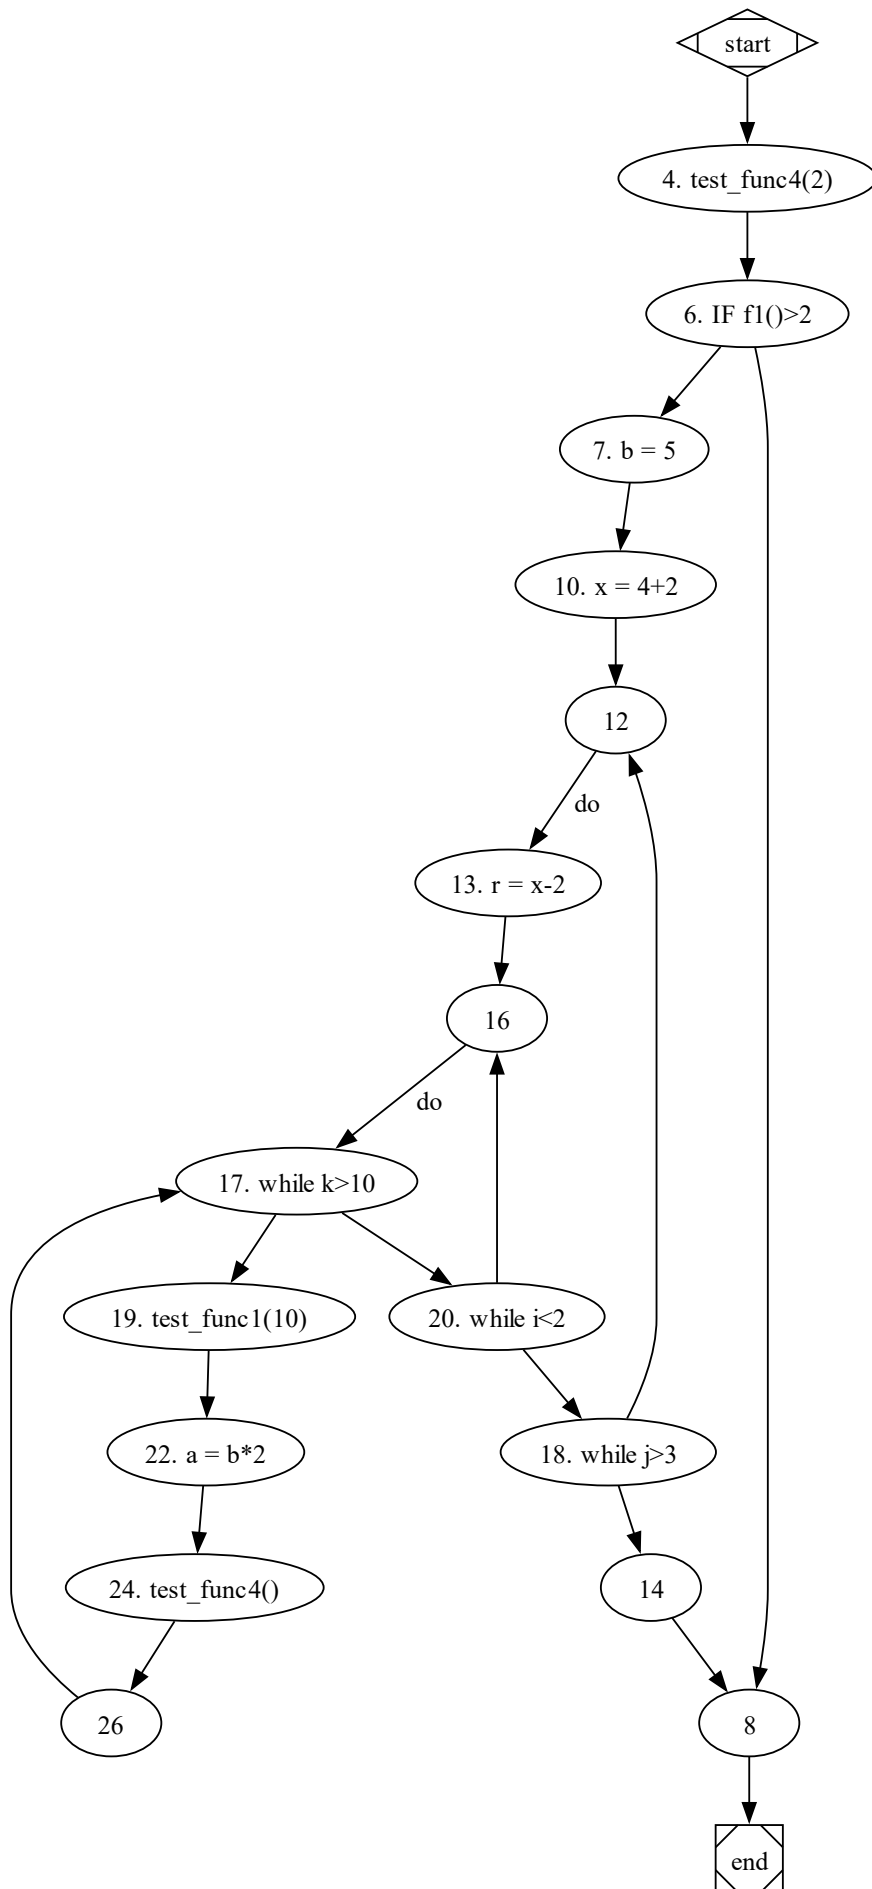 start
4. test_func4(2)
6. IF f1()>2
7. b = 5
10. x = 4+2
12
do
13. r = x-2
16
do
17. while k>10
19. test_func1(10)
20. while i<2
22. a = b*2
18. while j>3
24. test_func4()
14
26
8
end